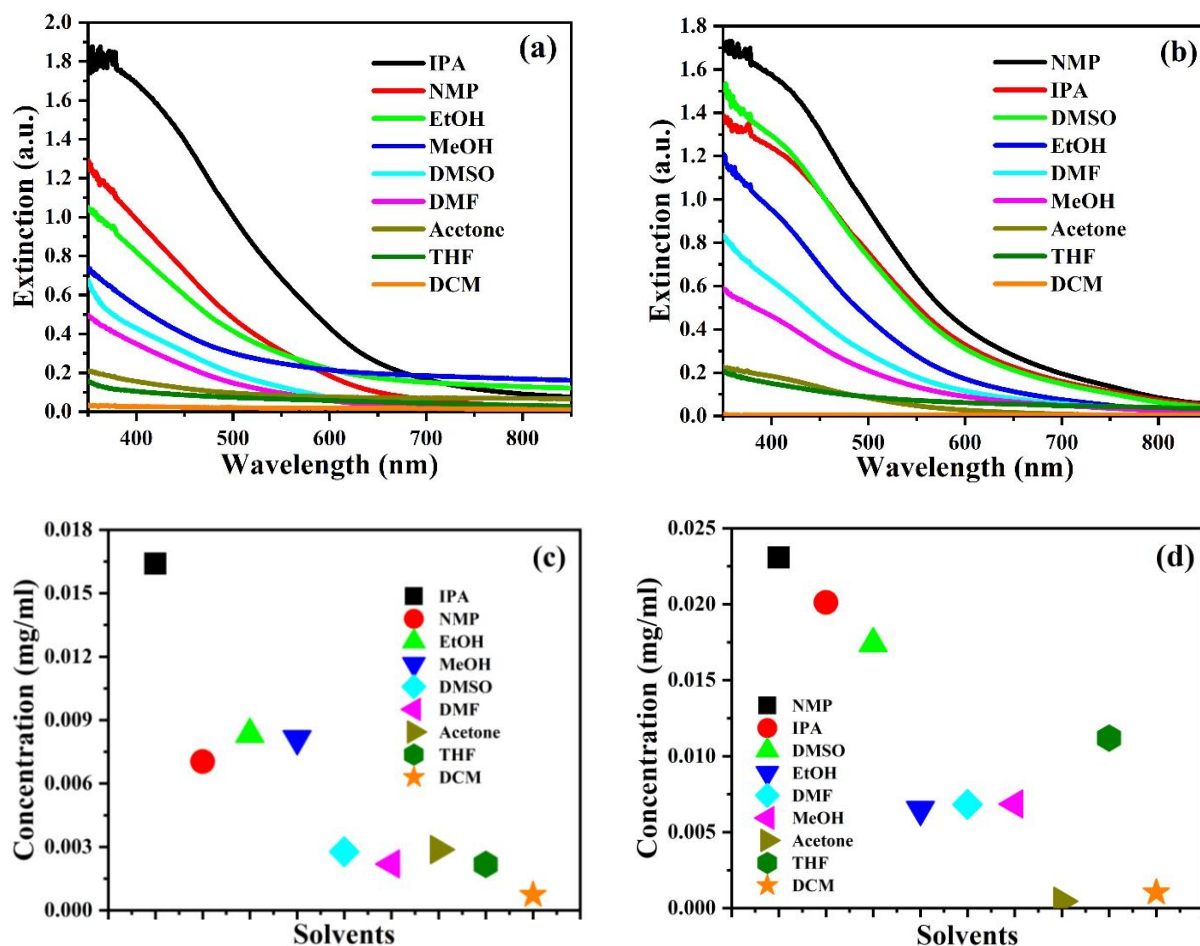 (a)
2.0
1.8
1.6
1.4
1.2
1.0
0.8
0.6
0.4
0.2
0.0
Extinction (a.u.)
IPA
NMP
EtOH
MeOH
DMSO
DMF
Acetone
THF
DCM
400 500 600 700 800
Wavelength (nm)
(b)
1.8
1.6
1.4
1.2
1.0
0.8
0.6
0.4
0.2
0.0
Extinction (a.u.)
NMP
IPA
DMSO
EtOH
DMF
MeOH
Acetone
THF
DCM
400 500 600 700 800
Wavelength (nm)
(c)
0.018
0.015
0.012
0.009
0.006
0.003
0.000
Concentration (mg/ml)
IPA
NMP
EtOH
MeOH
DMSO
DMF
Acetone
THF
DCM
Solvents
(d)
0.025
0.020
0.015
0.010
0.005
0.000
Concentration (mg/ml)
NMP
IPA
DMSO
EtOH
DMF
MeOH
Acetone
THF
DCM
Solvents